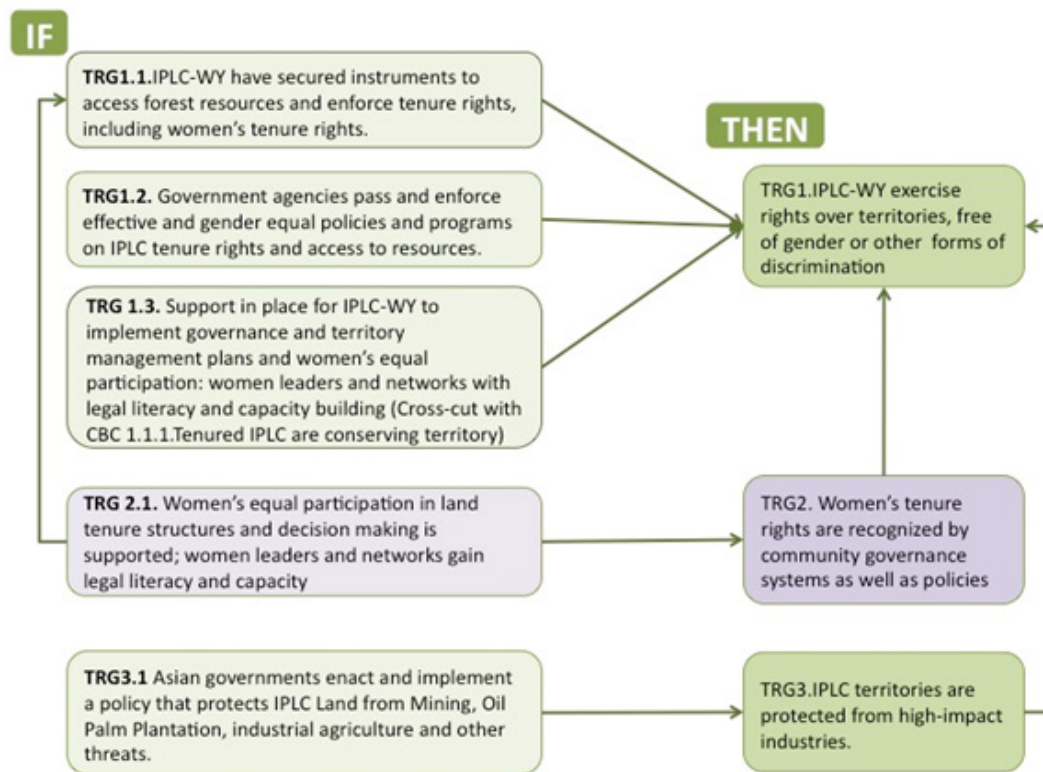 IF
TRG1.1.IPLC-WY have secured instruments to
access forest resources and enforce tenure rights,
including women's tenure rights.
TRG1.2. Government agencies pass and enforce
effective and gender equal policies and programs
on IPLC tenure rights and access to resources.
TRG 1.3. Support in place for IPLC-WY to
implement governance and territory
management plans and women's equal
participation: women leaders and networks with
legal literacy and capacity building (Cross-cut with
CBC 1.1.1.Tenured IPLC are conserving territory)
TRG 2.1. Women's equal participation in land
tenure structures and decision making is
supported; women leaders and networks gain
legal literacy and capacity
TRG3.1 Asian governments enact and implement
a policy that protects IPLC Land from Mining, Oil
Palm Plantation, industrial agriculture and other
threats.
THEN
TRG1.IPLC-WY exercise
rights over territories, free
of gender or other forms of
discrimination
TRG2. Women's tenure
rights are recognized by
community governance
systems as well as policies
TRG3.IPLC territories are
protected from high-impact
industries.